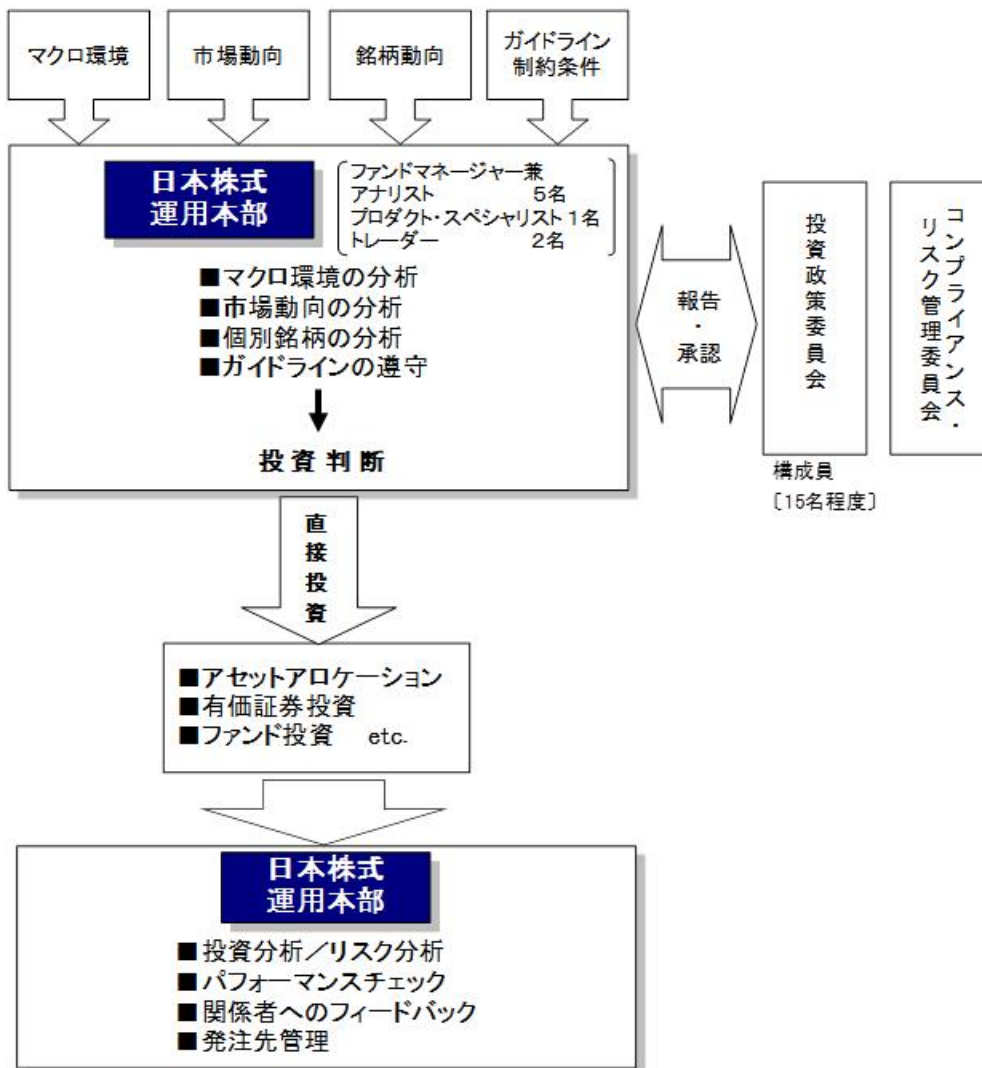 マクロ環境
市場動向
銘柄動向
ガイドライン
制約条件
日本株式
運用本部
ファンドマネージャー兼
アナリスト 5名
プロダクト・スペシャリスト1名
トレーダー 2名
■マクロ環境の分析
■市場動向の分析
■個別銘柄の分析
■ガイドラインの遵守
投資判断
報告
・
承認
投資政策委員会
構成員
〔15名程度〕
コンプライアンス・
リスク管理委員会
直接投資
■アセットアロケーション
■有価証券投資
■ファンド投資 etc.
日本株式
運用本部
■投資分析／リスク分析
■パフォーマンスチェック
■関係者へのフィードバック
■発注先管理